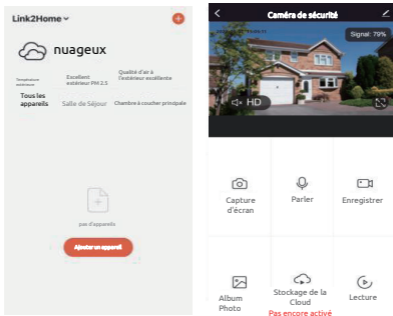 Link2Home
nuageux
Température
extérieure
Excellent
extérieur PM 2.5
Qualité d'air à
l'extérieur excellente
Tous les
appareils
Salle de Séjour
Chambre à coucher principale
pas d'appareils
Ajouter un appareil
Caméra de sécurité
Signal: 79%
HD
Capture
d'écran
Parler
Enregistrer
Album
Photo
Stockage de la
Cloud
Pas encore activé
Lecture